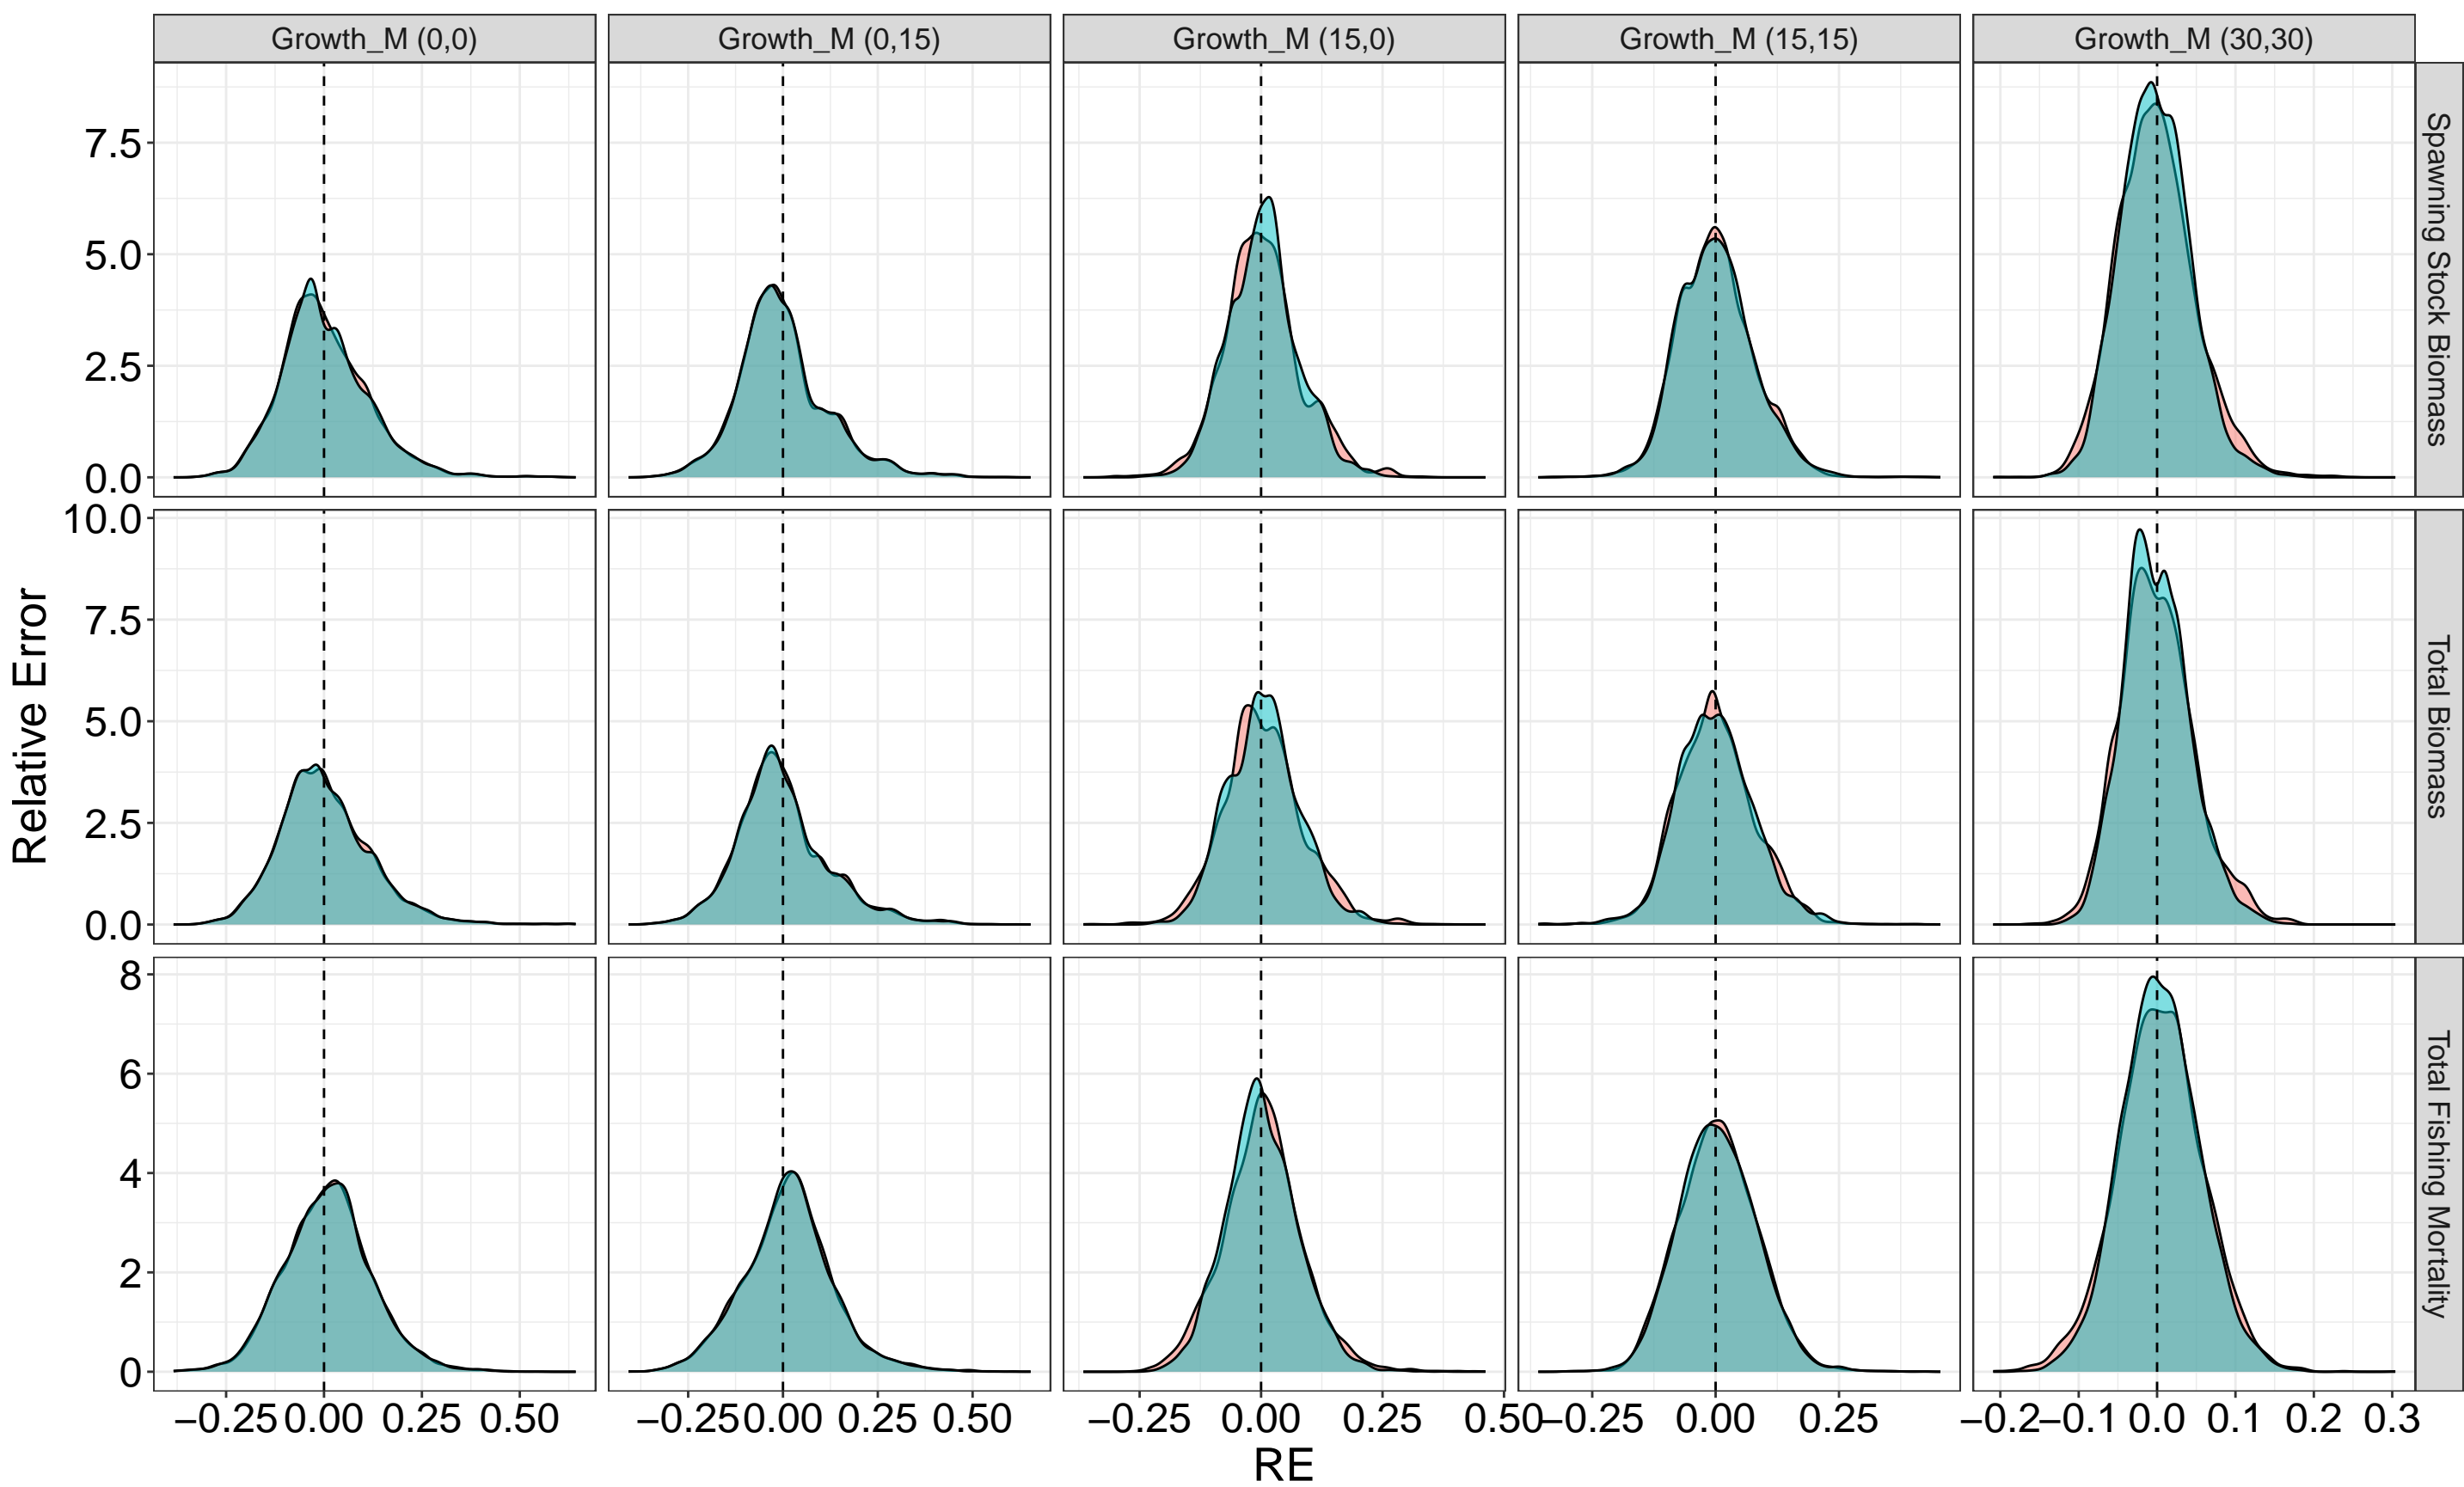 Growth_M (0,0) Growth_M (0,15) Growth_M (15,0) Growth_M (15,15) Growth_M (30,30)
7.5
5.0
2.5
0.0
Spawning Stock Biomass
10.0
7.5
5.0
2.5
0.0
Total Biomass
Relative Error
8
6
4
2
0
Total Fishing Mortality
−0.25 0.00 0.25 0.50 −0.25 0.00 0.25 0.50 −0.25 0.00 0.25 0.50 −0.25 0.00 0.25 −0.2 −0.1 0.0 0.1 0.2 0.3
RE